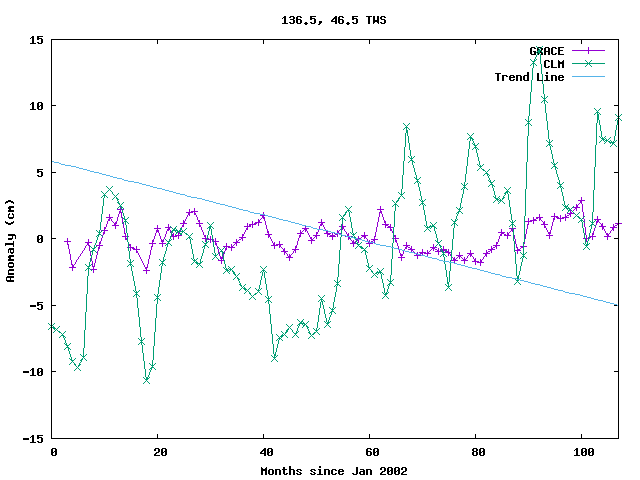 136.5, 46.5 TWS
15
10
5
0
-5
-10
-15
Anomaly (cm)
GRACE
CLM
Trend Line
0 20 40 60 80 100
Months since Jan 2002